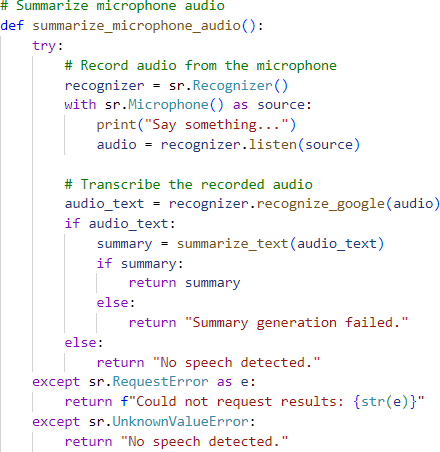 # Summarize microphone audio
def summarize_microphone_audio():
    try:
        # Record audio from the microphone
        recognizer = sr.Recognizer()
        with sr.Microphone() as source:
            print("Say something...")
            audio = recognizer.listen(source)

        # Transcribe the recorded audio
        audio_text = recognizer.recognize_google(audio)
        if audio_text:
            summary = summarize_text(audio_text)
            if summary:
                return summary
            else:
                return "Summary generation failed."
        else:
            return "No speech detected."
    except sr.RequestError as e:
        return f"Could not request results: {str(e)}"
    except sr.UnknownValueError:
        return "No speech detected."